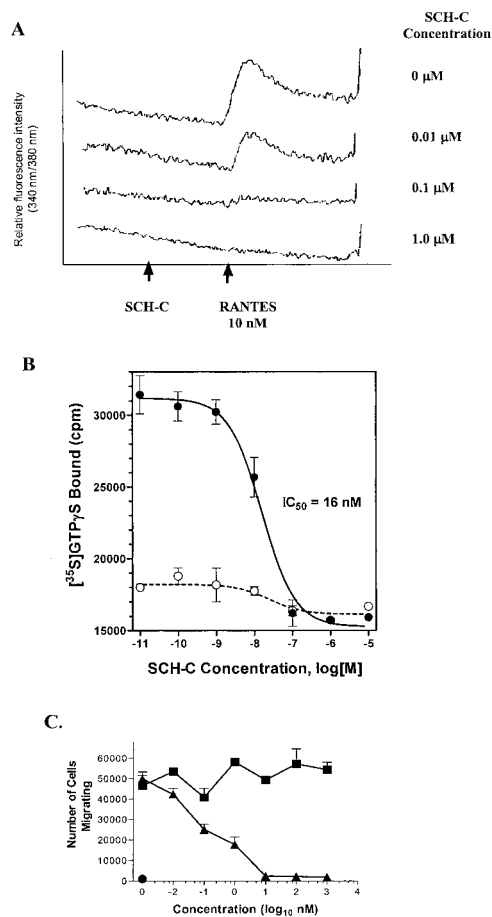 A
SCH-C
Concentration
0 μM
0.01 μM
0.1 μM
1.0 μM
Relative fluorescence intensity
(340 nm/380 nm)
SCH-C
RANTES
10 nM
B
[35S]GTPγS Bound (cpm)
30000
25000
20000
15000
IC50 = 16 nM
-11 -10 -9 -8 -7 -6 -5
SCH-C Concentration, log[M]
C.
Number of Cells
Migrating
60000
50000
40000
30000
20000
10000
0
0 -2 -1 0 1 2 3 4
Concentration (log10 nM)